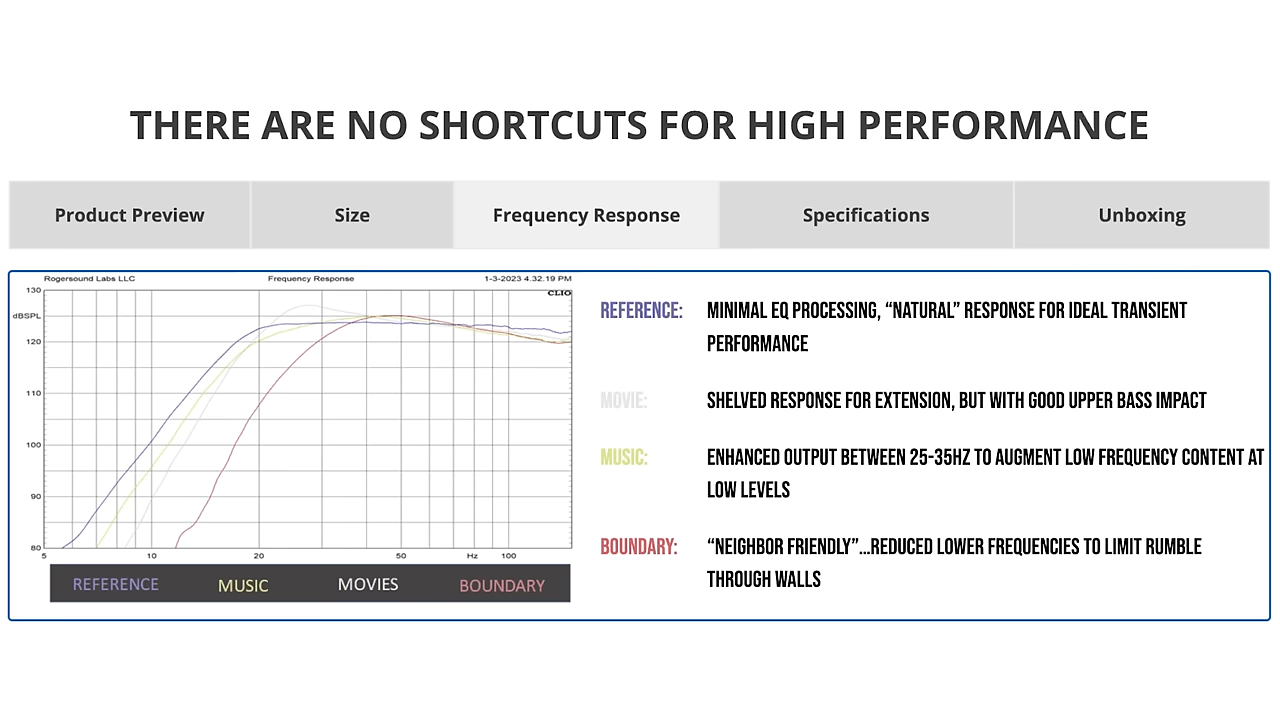 THERE ARE NO SHORTCUTS FOR HIGH PERFORMANCE
Product Preview
Size
Frequency Response
Specifications
Unboxing
Rogersound Labs LLC Frequency Response 1-3-2023 4.32.19 PM
CLIO
130
dBSPL
120
110
100
90
80
5 10 20 50 Hz 100
REFERENCE MUSIC MOVIES BOUNDARY
REFERENCE: MINIMAL EQ PROCESSING, “NATURAL” RESPONSE FOR IDEAL TRANSIENT
PERFORMANCE
MOVIE: SHELVED RESPONSE FOR EXTENSION, BUT WITH GOOD UPPER BASS IMPACT
MUSIC: ENHANCED OUTPUT BETWEEN 25-35HZ TO AUGMENT LOW FREQUENCY CONTENT AT
LOW LEVELS
BOUNDARY: “NEIGHBOR FRIENDLY”...REDUCED LOWER FREQUENCIES TO LIMIT RUMBLE
THROUGH WALLS